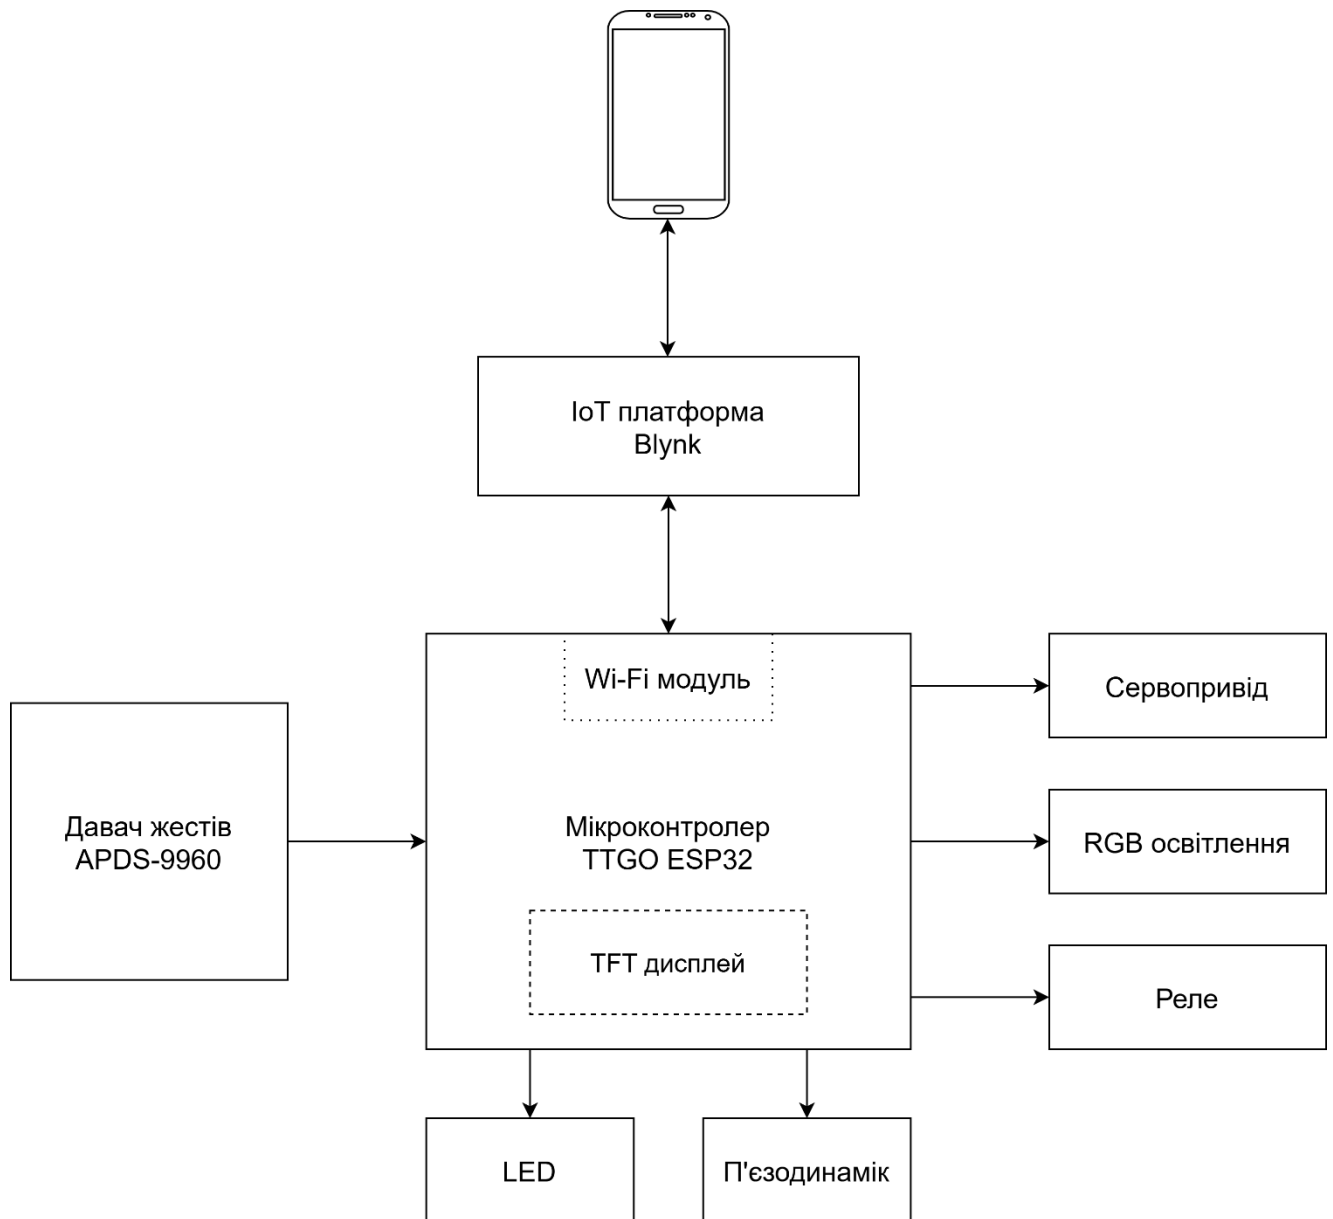 IoT платформа
Blynk
Wi-Fi модуль
Сервопривід
Давач жестів
APDS-9960
Мікроконтролер
TTGO ESP32
RGB освітлення
TFT дисплей
Реле
LED
П'єзодинамік